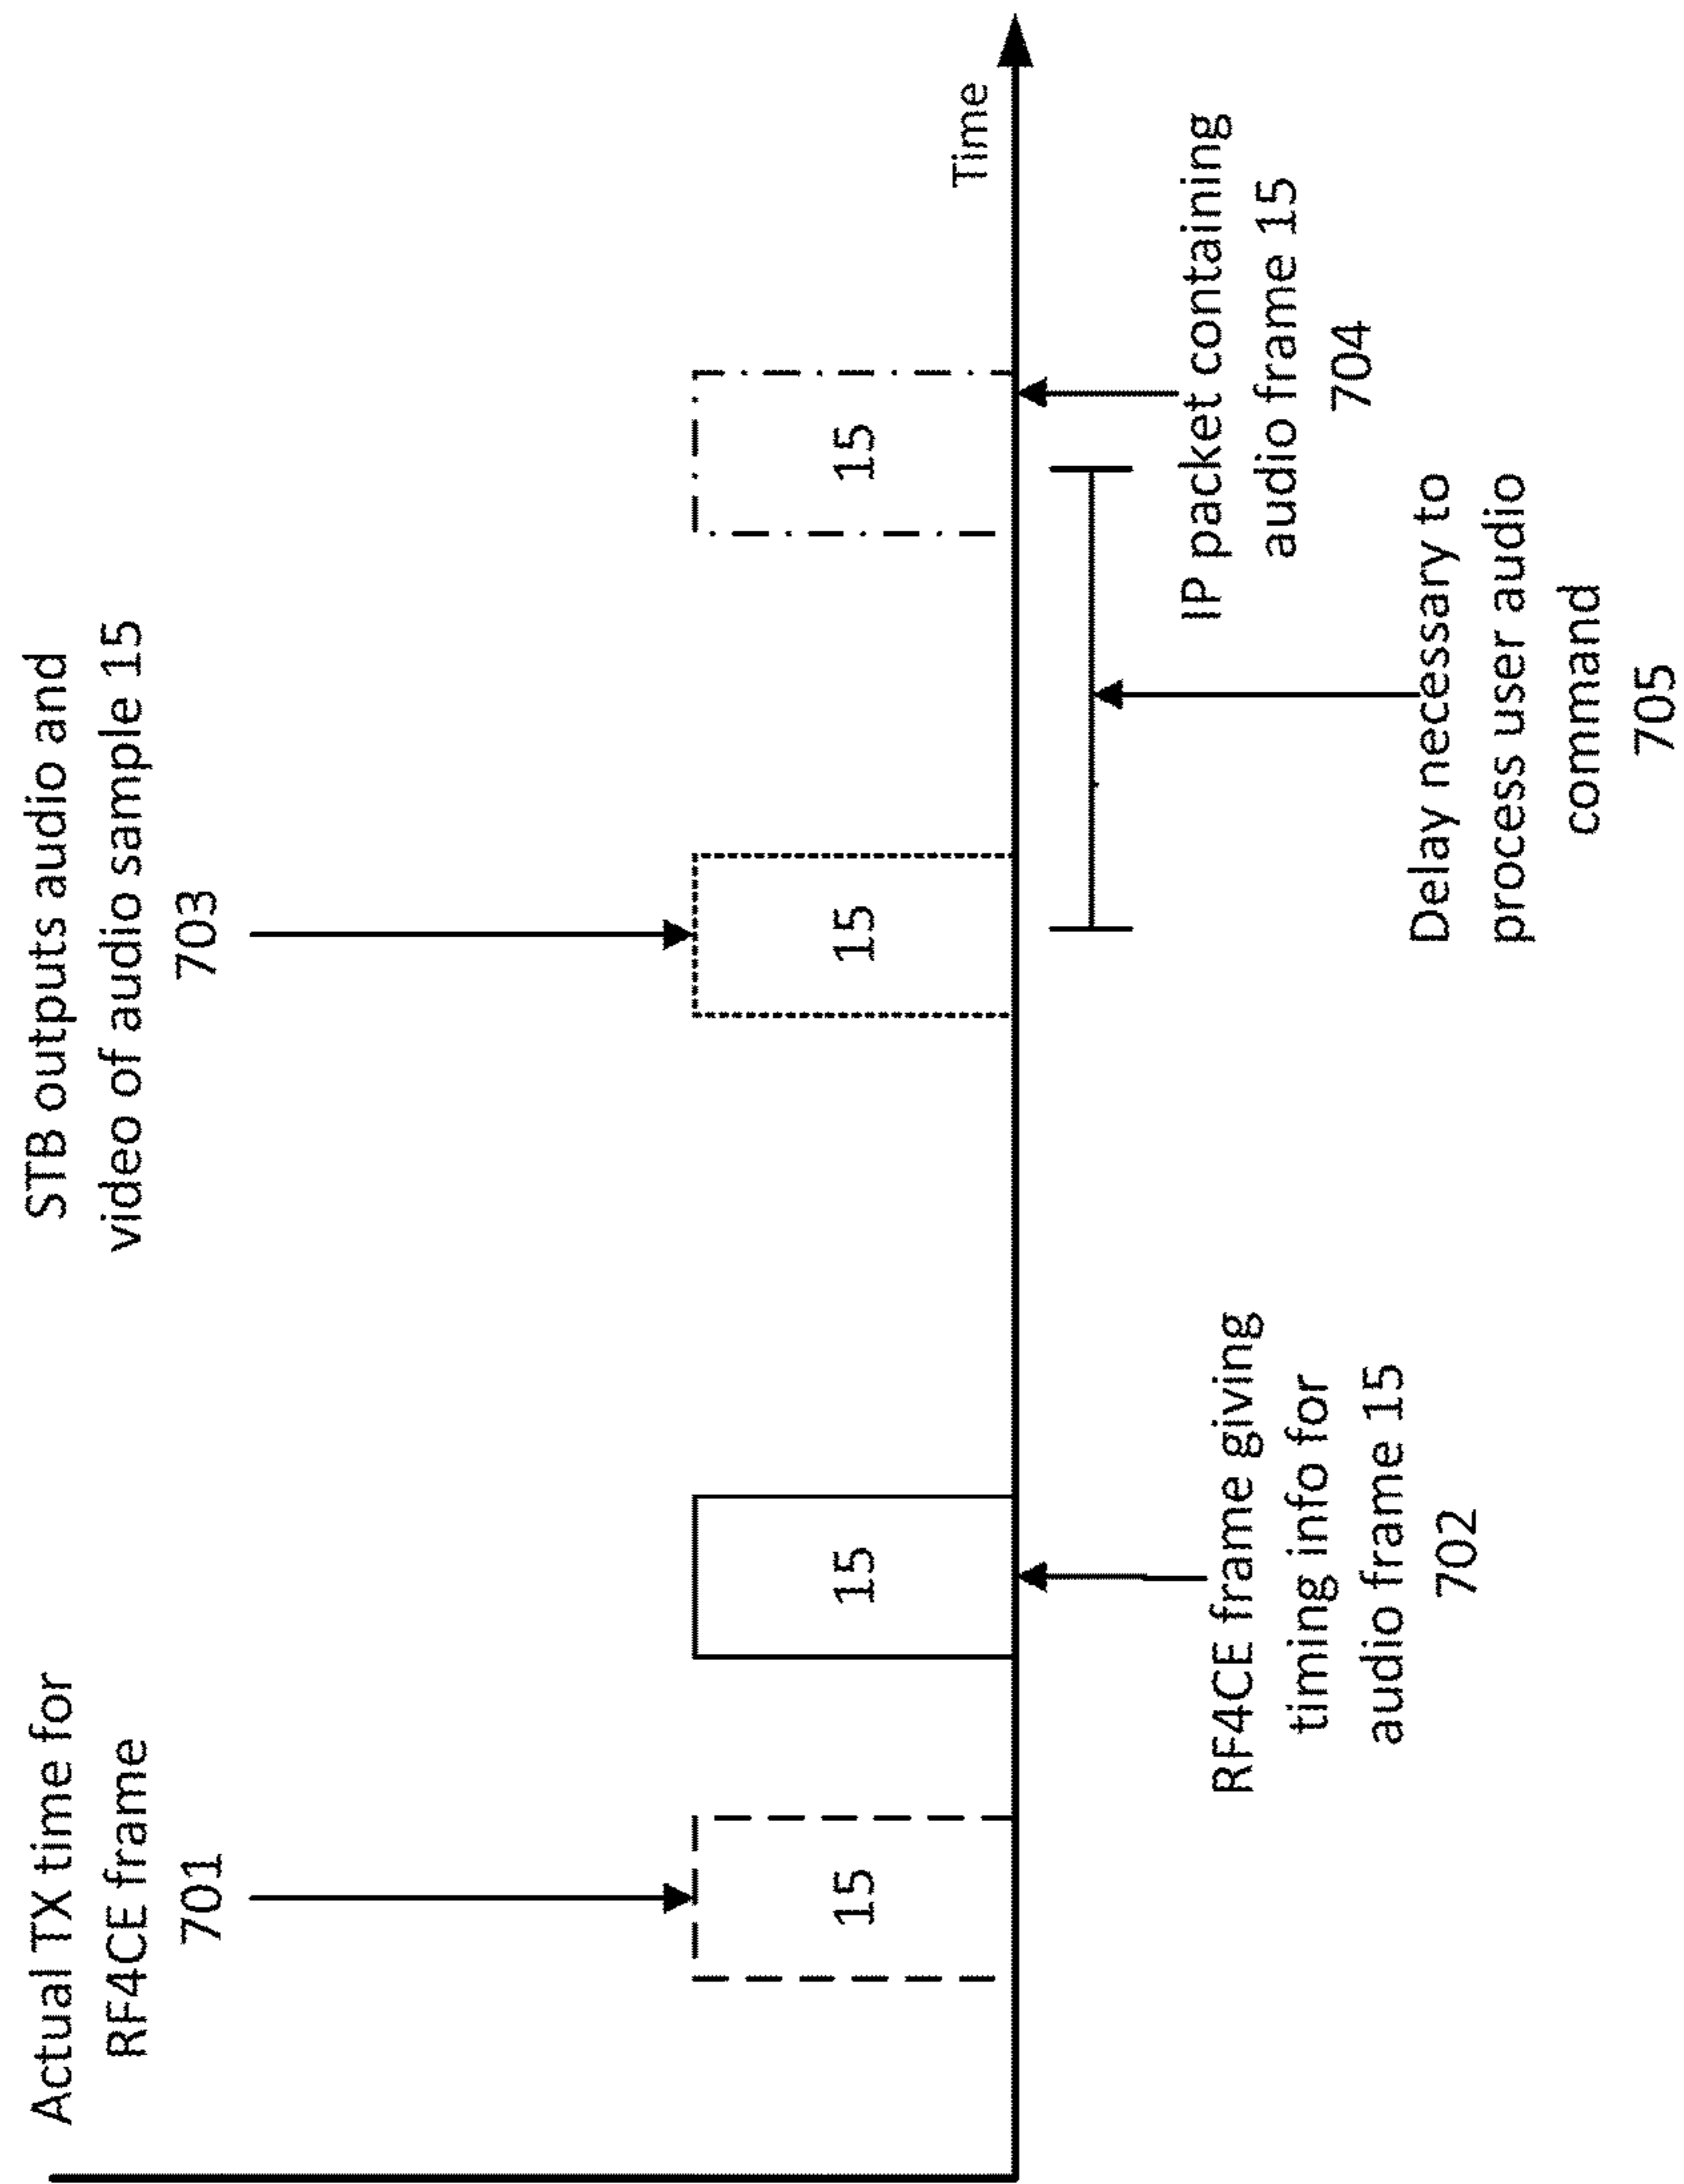 Actual TX time for
RF4CE frame
701
STB outputs audio and
video of audio sample 15
703
15
15
15
15
Time
RF4CE frame giving
timing info for
audio frame 15
702
IP packet containing
audio frame 15
704
Delay necessary to
process user audio
command
705